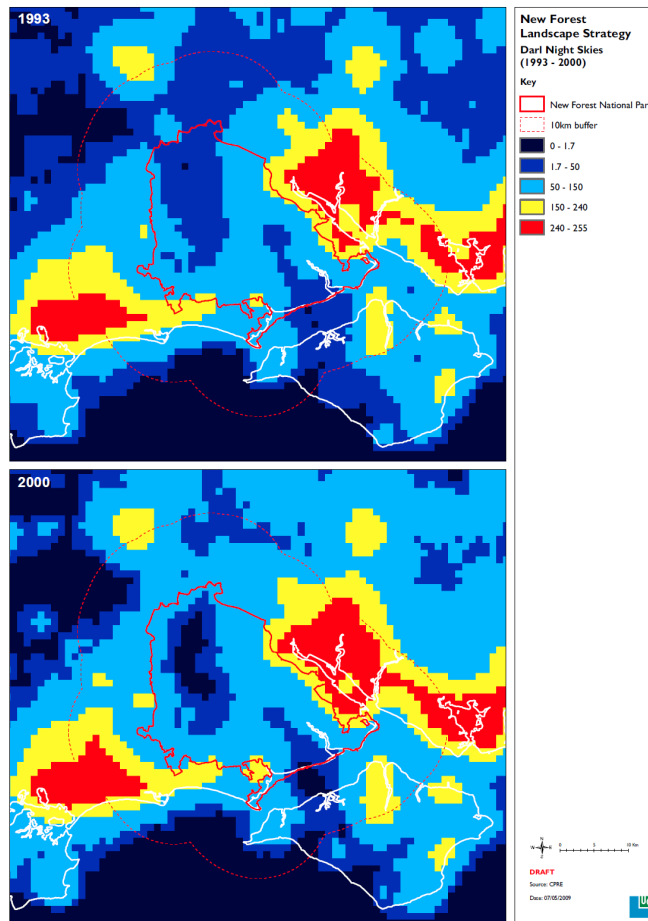 1993
2000
New Forest
Landscape Strategy
Darl Night Skies
(1993 - 2000)
Key
New Forest National Par
10km buffer
0 - 1.7
1.7 - 50
50 - 150
150 - 240
240 - 255
N
W E
S
0 5 10 Km
DRAFT
Source: CPRE
Date: 07/05/2009